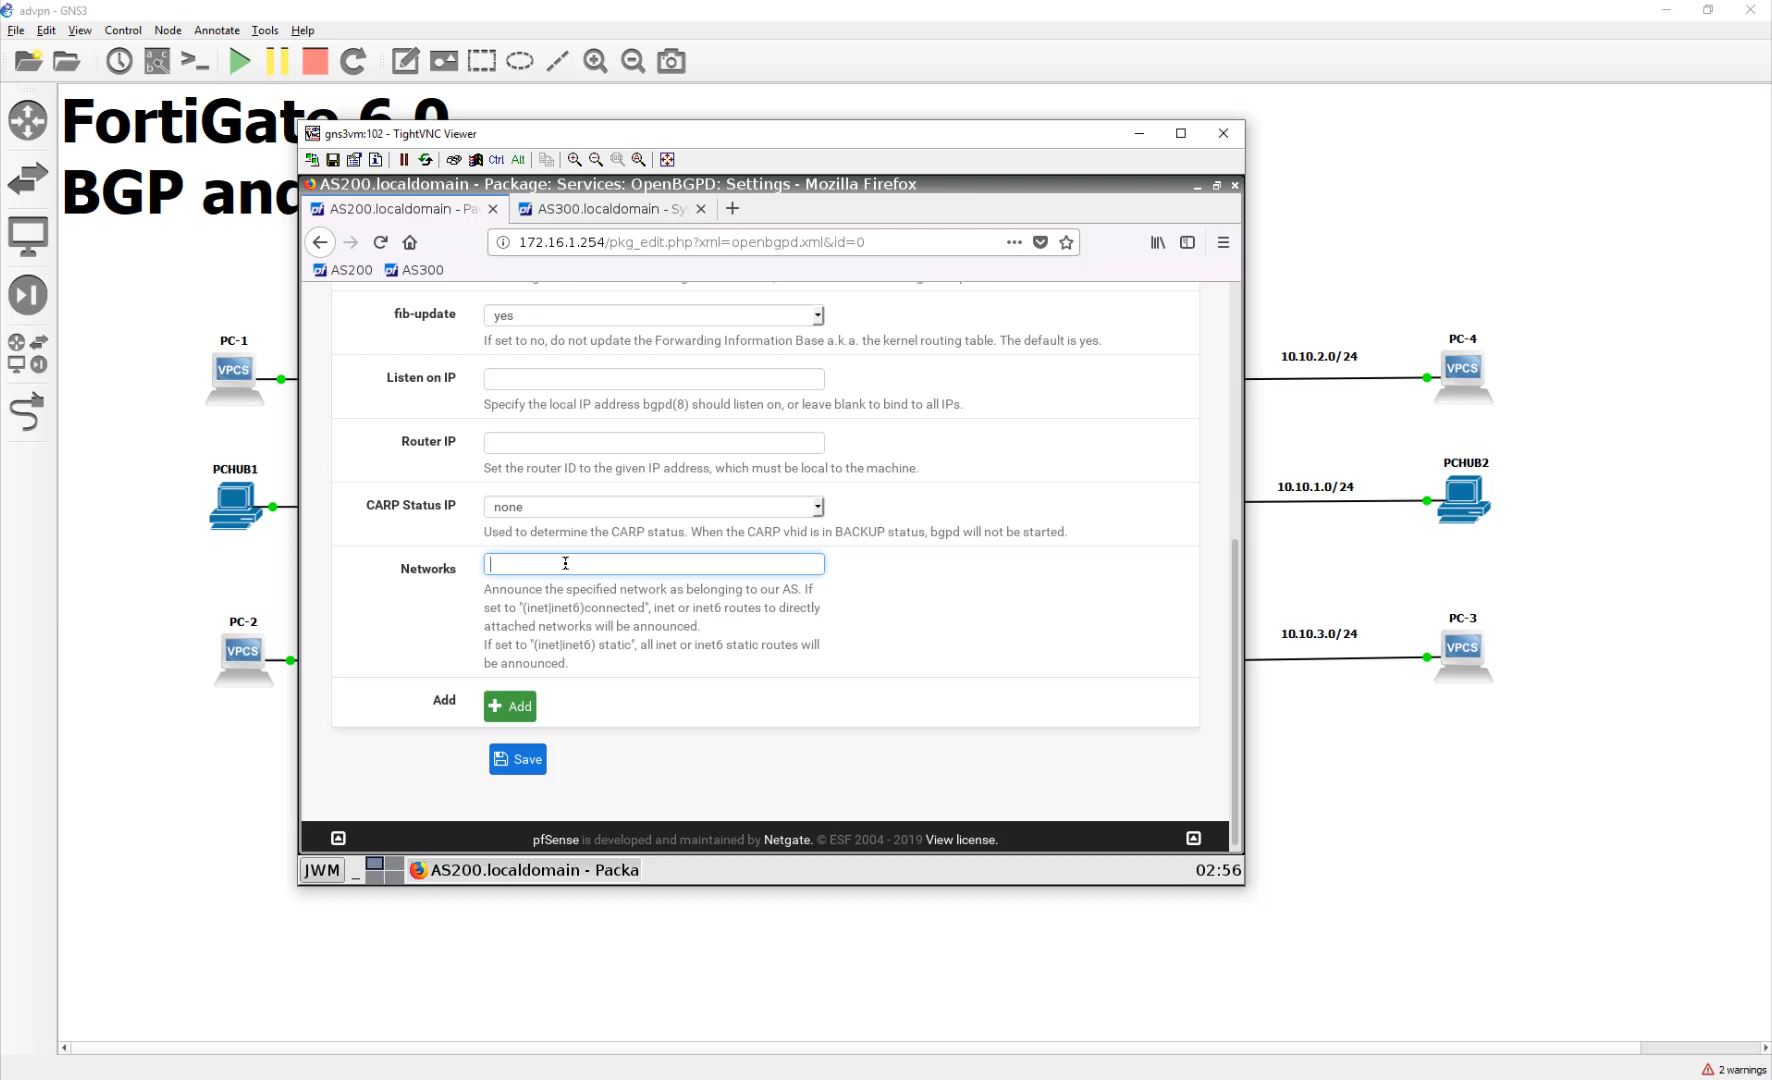 advpn - GNS3
File Edit View Control Node Annotate Tools Help
FortiGate 6.0
BGP and
gns3vm:102 - TightVNC Viewer
Ctrl Alt
AS200.localdomain - Package: Services: OpenBGPD: Settings - Mozilla Firefox
AS200.localdomain - Pa
AS300.localdomain - Sy
172.16.1.254/pkg_edit.php?xml=openbgpd.xml&id=0
AS200 AS300
fib-update
yes
If set to no, do not update the Forwarding Information Base a.k.a. the kernel routing table. The default is yes.
Listen on IP
Specify the local IP address bgpd(8) should listen on, or leave blank to bind to all IPs.
Router IP
Set the router ID to the given IP address, which must be local to the machine.
CARP Status IP
none
Used to determine the CARP status. When the CARP vhid is in BACKUP status, bgpd will not be started.
Networks
Announce the specified network as belonging to our AS. If
set to "(inet|inet6)connected", inet or inet6 routes to directly
attached networks will be announced.
If set to "(inet|inet6) static", all inet or inet6 static routes will
be announced.
Add
Add
Save
pfSense is developed and maintained by Netgate. © ESF 2004 - 2019 View license.
JWM
AS200.localdomain - Packa
02:56
PC-1
VPCS
PCHUB1
PC-2
VPCS
10.10.2.0/24
PC-4
VPCS
10.10.1.0/24
PCHUB2
10.10.3.0/24
PC-3
VPCS
2 warnings